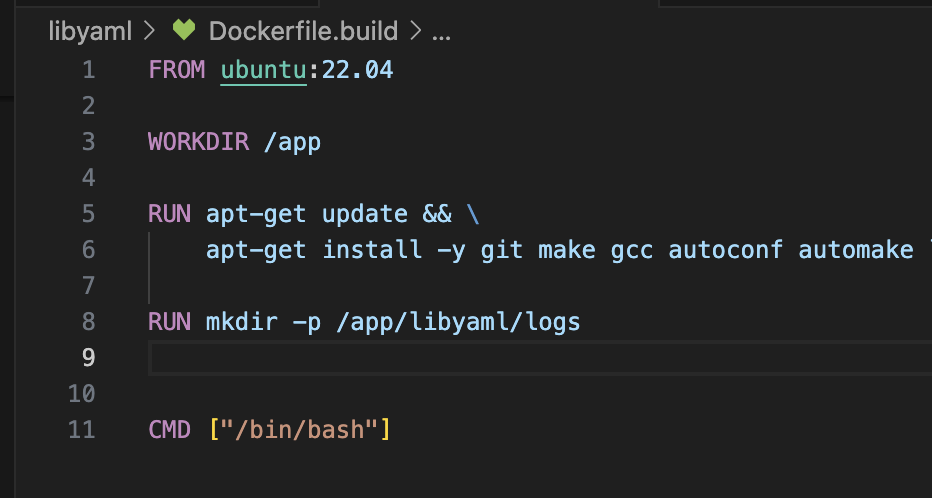 libyaml > Dockerfile.build > ...
1 FROM ubuntu:22.04
2
3 WORKDIR /app
4
5 RUN apt-get update && \
6 apt-get install -y git make gcc autoconf automake
7
8 RUN mkdir -p /app/libyaml/logs
9
10
11 CMD ["/bin/bash"]